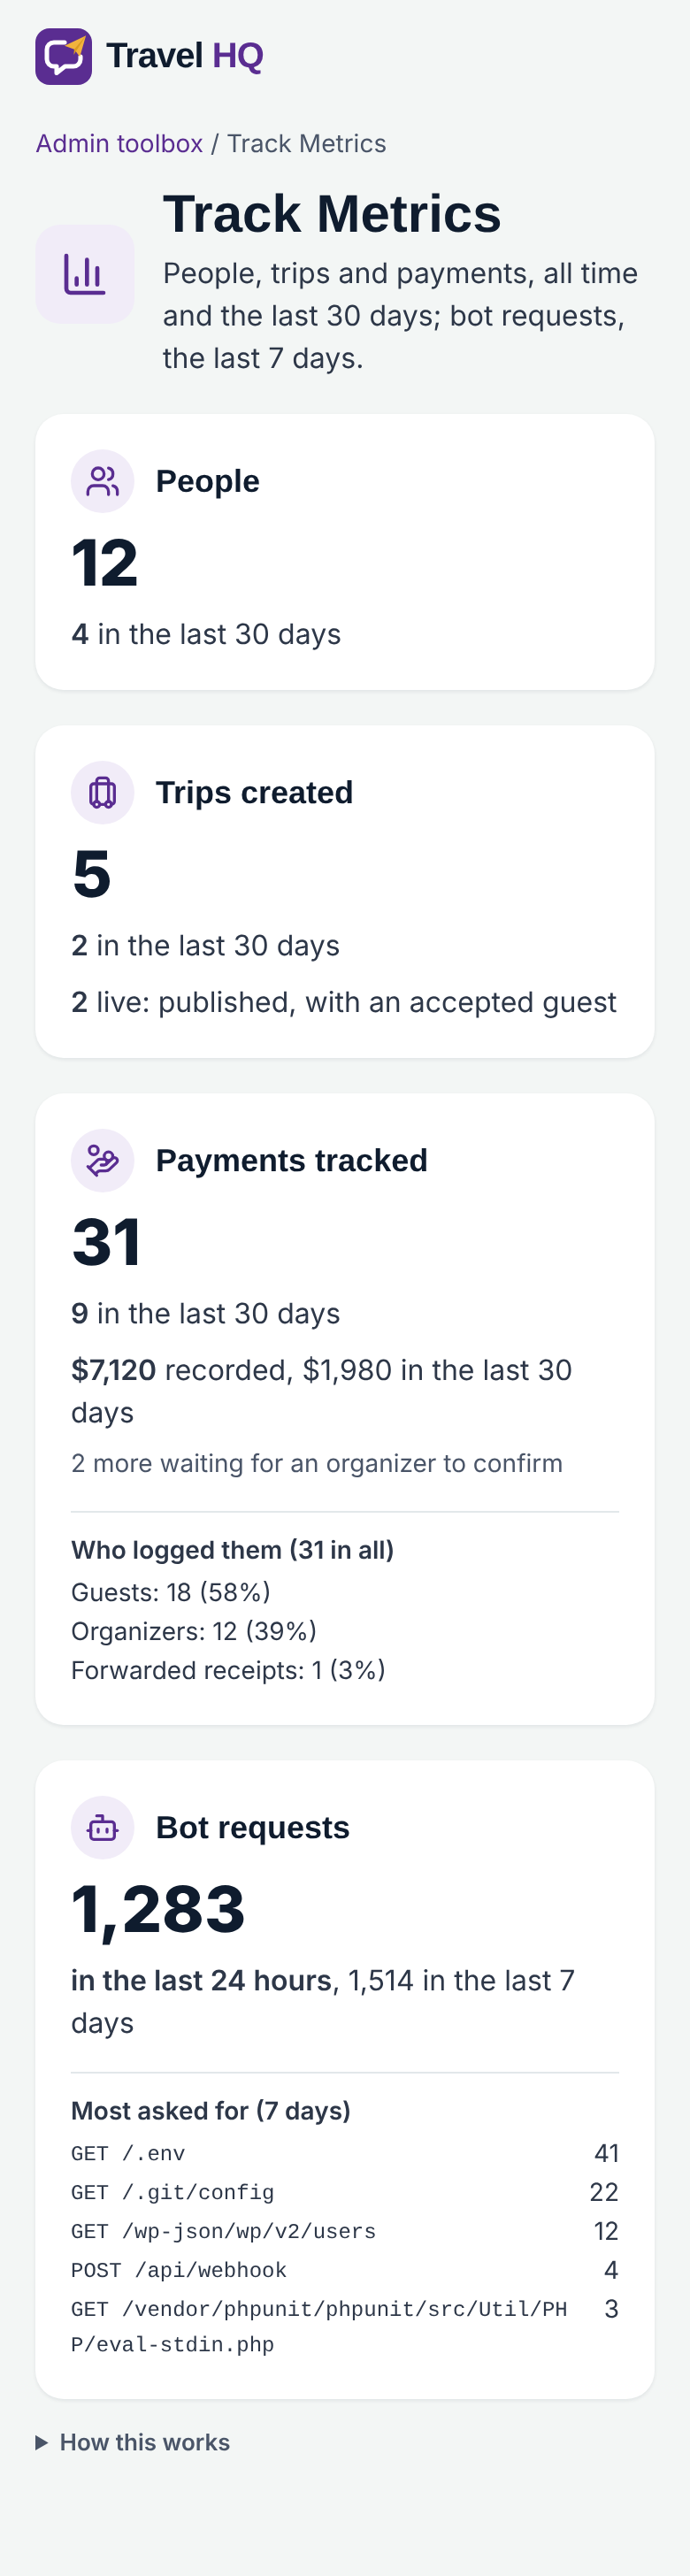 Travel HQ
Admin toolbox / Track Metrics
Track Metrics
People, trips and payments, all time
and the last 30 days; bot requests,
the last 7 days.
People
12
4 in the last 30 days
Trips created
5
2 in the last 30 days
2 live: published, with an accepted guest
Payments tracked
31
9 in the last 30 days
$7,120 recorded, $1,980 in the last 30
days
2 more waiting for an organizer to confirm
Who logged them (31 in all)
Guests: 18 (58%)
Organizers: 12 (39%)
Forwarded receipts: 1 (3%)
Bot requests
1,283
in the last 24 hours, 1,514 in the last 7
days
Most asked for (7 days)
GET /.env 41
GET /.git/config 22
GET /wp-json/wp/v2/users 12
POST /api/webhook 4
GET /vendor/phpunit/phpunit/src/Util/PH 3
P/eval-stdin.php
How this works